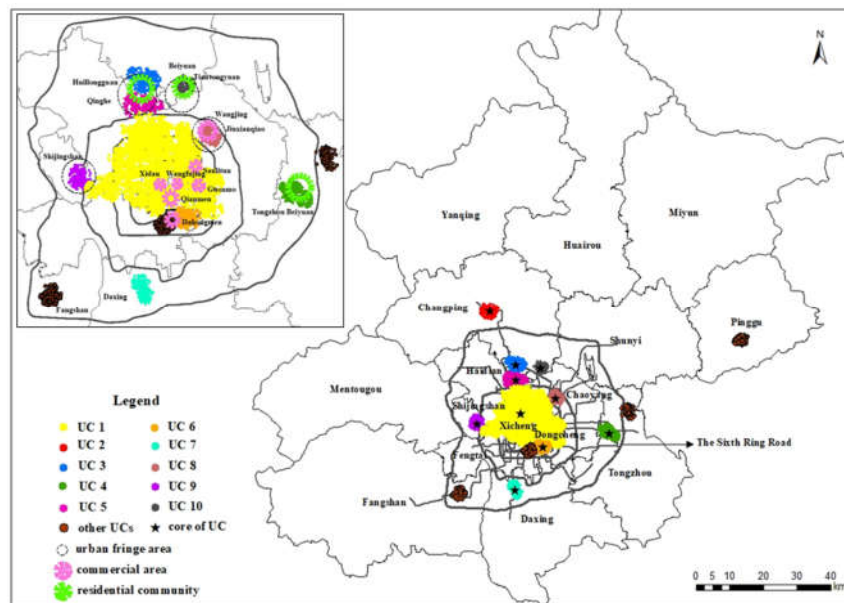 N
Beiyuan
Tiantongyuan
Huilongguan
Qinghe
Wangjing
Jiuxianqiao
Shijingshan
Sanlitun
Xidan Wangfujing
Guomao
Qianmen
Tongzhou Beiyuan
Dahongmen
Fangshan
Daxing
Yanqing
Miyun
Huairou
Changping
Pinggu
Shunyi
Mentougou
Haidian
Chaoyang
Shijingshan
Xicheng
Dongcheng
The Sixth Ring Road
Fengtai
Tongzhou
Fangshan
Daxing
Legend
UC 1 UC 6
UC 2 UC 7
UC 3 UC 8
UC 4 UC 9
UC 5 UC 10
other UCs core of UC
urban fringe area
commercial area
residential community
0 5 10 20 30 40
km